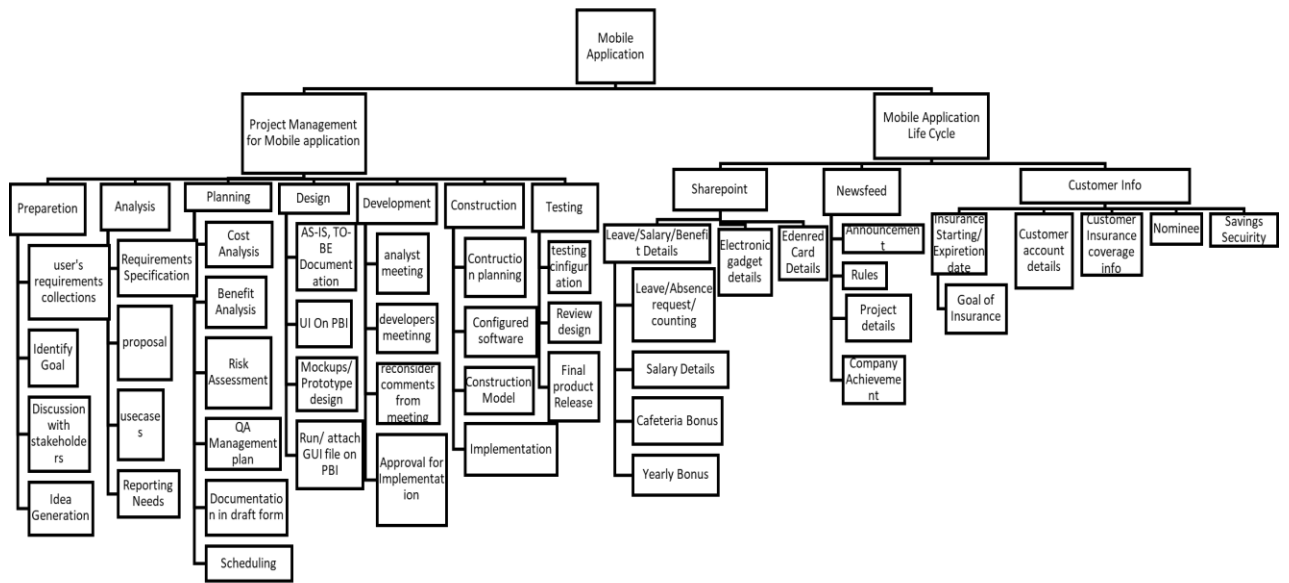 Mobile
Application
Project Management
for Mobile application
Mobile Application
Life Cycle
Preparetion
Analysis
Planning
Design
Development
Construction
Testing
Sharepoint
Newsfeed
Customer Info
user's
requirements
collections
Identify
Goal
Discussion
with
stakeholde
rs
Idea
Generation
Requirements
Specification
proposal
usecase
s
Reporting
Needs
Cost
Analysis
Benefit
Analysis
Risk
Assessment
QA
Management
plan
Documentatio
n in draft form
Scheduling
AS-IS, TO-
BE
Document
ation
UI On PBI
Mockups/
Prototype
design
Run/ attach
GUI file on
PBI
analyst
meeting
developers
meetinng
reconsider
comments
from
meeting
Approval for
Implementat
ion
Contructio
n planning
Configured
software
Construction
Model
Implementation
testing
cinfigur
ation
Review
design
Final
product
Release
Leave/Salary/Benefi
t Details
Leave/Absence
request/
counting
Salary Details
Cafeteria Bonus
Yearly Bonus
Electronic
gadget
details
Edenred
Card
Details
Announcemen
t
Rules
Project
details
Company
Achieveme
nt
Insurance
Starting/
Expiretion
date
Goal of
Insurance
Customer
account
details
Customer
Insurance
coverage
info
Nominee
Savings
Secuirity